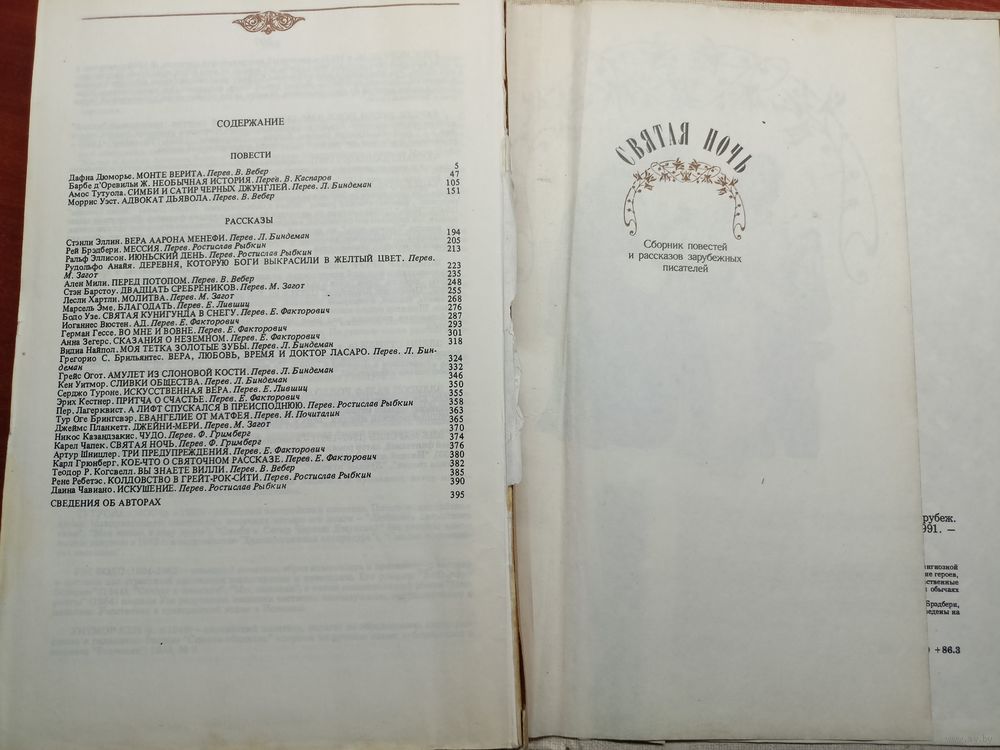 СОДЕРЖАНИЕ
ПОВЕСТИ
Дафна Дюморье. МОНТЕ ВЕРИТА. Перев. В. Вебер 5
Барбе д'Оревильи Ж. НЕОБЫЧНАЯ ИСТОРИЯ. Перев. В. Каспаров 47
Амос Тутуола. СИМБИ И САТИР ЧЕРНЫХ ДЖУНГЛЕЙ. Перев. Л. Биндеман 105
Моррис Уэст. АДВОКАТ ДЬЯВОЛА. Перев. В. Вебер 151
РАССКАЗЫ
Стэнли Эллин. ВЕРА ААРОНА МЕНЕФИ. Перев. Л. Биндеман 194
Рей Брэдбери. МЕССИЯ. Перев. Ростислав Рыбкин 205
Ральф Эллисон. ИЮНЬСКИЙ ДЕНЬ. Перев. Ростислав Рыбкин 213
Рудольфо Анайя. ДЕРЕВНЯ, КОТОРУЮ БОГИ ВЫКРАСИЛИ В ЖЕЛТЫЙ ЦВЕТ. Перев.
М. Загот 223
Ален Мили. ПЕРЕД ПОТОПОМ. Перев. В. Вебер 235
Стэн Барстоу. ДВАДЦАТЬ СРЕБРЕНИКОВ. Перев. М. Загот 248
Лесли Хартли. МОЛИТВА. Перев. М. Загот 255
Марсель Эме. БЛАГОДАТЬ. Перев. Е. Лившиц 268
Бодо Узе. СВЯТАЯ КУНИГУНДА В СНЕГУ. Перев. Е. Факторович 276
Иоганнес Вюстен. АД. Перев. Е. Факторович 287
Герман Гессе. ВО МНЕ И ВОВНЕ. Перев. Е. Факторович 293
Анна Зегерс. СКАЗАНИЯ О НЕЗЕМНОМ. Перев. Е. Факторович 301
Видиа Найпол. МОЯ ТЕТКА ЗОЛОТЫЕ ЗУБЫ. Перев. Л. Биндеман 318
Грегорио С. Брильянтес. ВЕРА, ЛЮБОВЬ, ВРЕМЯ И ДОКТОР ЛАСАРО. Перев. Л. Бин-
деман 324
Грейс Огот. АМУЛЕТ ИЗ СЛОНОВОЙ КОСТИ. Перев. Л. Биндеман 332
Кен Уитмор. СЛИВКИ ОБЩЕСТВА. Перев. Л. Биндеман 346
Серджо Туроне. ИСКУССТВЕННАЯ ВЕРА. Перев. Е. Лившиц 350
Эрих Кестнер. ПРИТЧА О СЧАСТЬЕ. Перев. Е. Факторович 355
Пер. Лагерквист. А ЛИФТ СПУСКАЛСЯ В ПРЕИСПОДНЮЮ. Перев. Ростислав Рыбкин 358
Тур Оге Брингсвэр. ЕВАНГЕЛИЕ ОТ МАТФЕЯ. Перев. И. Почиталин 363
Джеймс Планкетт. ДЖЕЙНИ-МЕРИ. Перев. М. Загот 365
Никос Казандзакис. ЧУДО. Перев. Ф. Гримберг 370
Карел Чапек. СВЯТАЯ НОЧЬ. Перев. Ф. Гримберг 374
Артур Шницлер. ТРИ ПРЕДУПРЕЖДЕНИЯ. Перев. Е. Факторович 376
Карл Грюнберг. КОЕ-ЧТО О СВЯТОЧНОМ РАССКАЗЕ. Перев. Е. Факторович 380
Теодор Р. Когсвелл. ВЫ ЗНАЕТЕ ВИЛЛИ. Перев. В. Вебер 382
Рене Ребетэс. КОЛДОВСТВО В ГРЕЙТ-РОК-СИТИ. Перев. Ростислав Рыбкин 385
Даина Чавиано. ИСКУШЕНИЕ. Перев. Ростислав Рыбкин 390
СВЕДЕНИЯ ОБ АВТОРАХ 395
СВЯТАЯ НОЧЬ
Сборник повестей
и рассказов зарубежных
писателей
рубеж.
991. —
лигиозной
ие героев,
ственные
обычаях
Брэдбери,
ведены на
+86.3